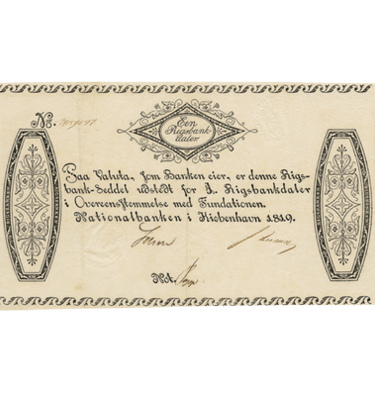 No.
Een
Rigsbank-
daler
Paa Valuta, som Banken eier, er denne Rigs-
bank-Seddel udstedt for 1. Rigsbankdaler
i Overeensstemmelse med Fundationen.
Nationalbanken i Kiøbenhavn 1819.
Not.